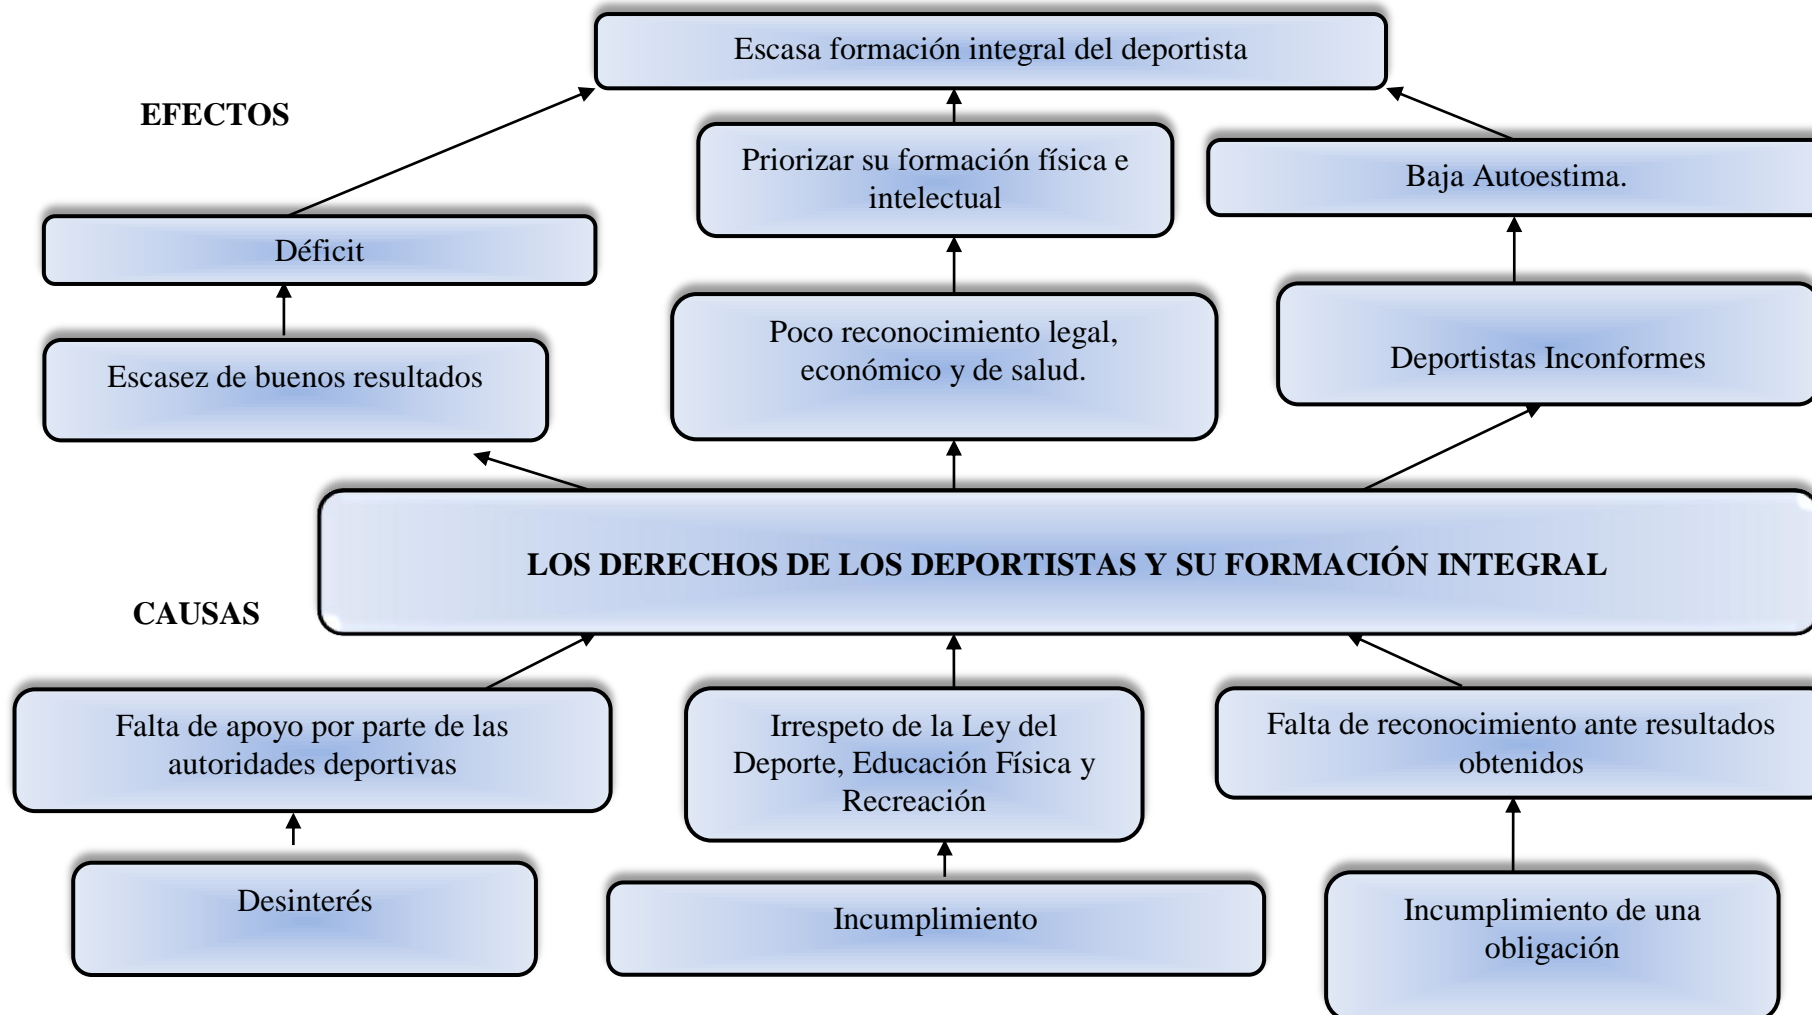 Escasa formación integral del deportista
EFECTOS
Priorizar su formación física e
intelectual
Baja Autoestima.
Déficit
Poco reconocimiento legal,
económico y de salud.
Deportistas Inconformes
Escasez de buenos resultados
LOS DERECHOS DE LOS DEPORTISTAS Y SU FORMACIÓN INTEGRAL
CAUSAS
Falta de apoyo por parte de las
autoridades deportivas
Irrespeto de la Ley del
Deporte, Educación Física y
Recreación
Falta de reconocimiento ante resultados
obtenidos
Desinterés
Incumplimiento
Incumplimiento de una
obligación